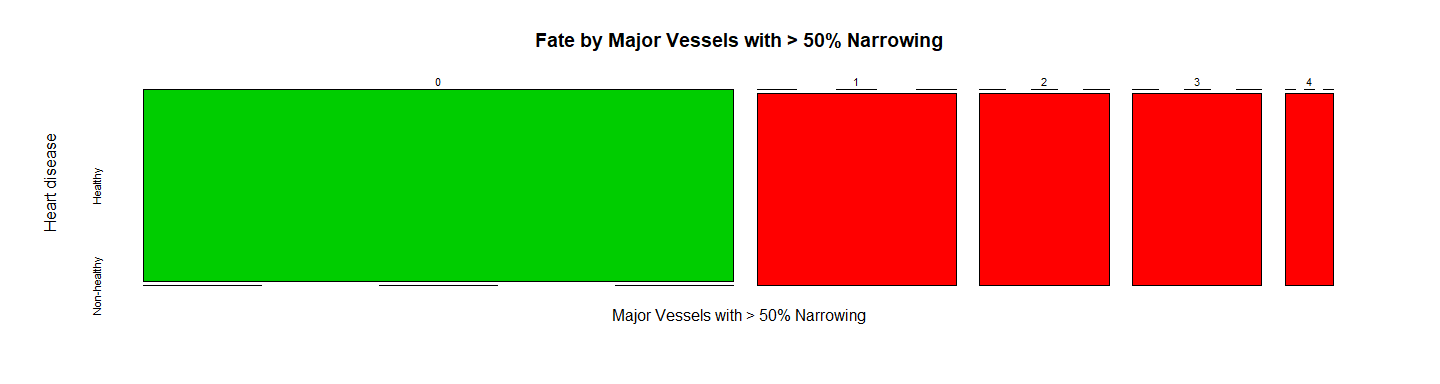 Fate by Major Vessels with > 50% Narrowing
0
1
2
3
4
Heart disease
Healthy
Non-healthy
Major Vessels with > 50% Narrowing